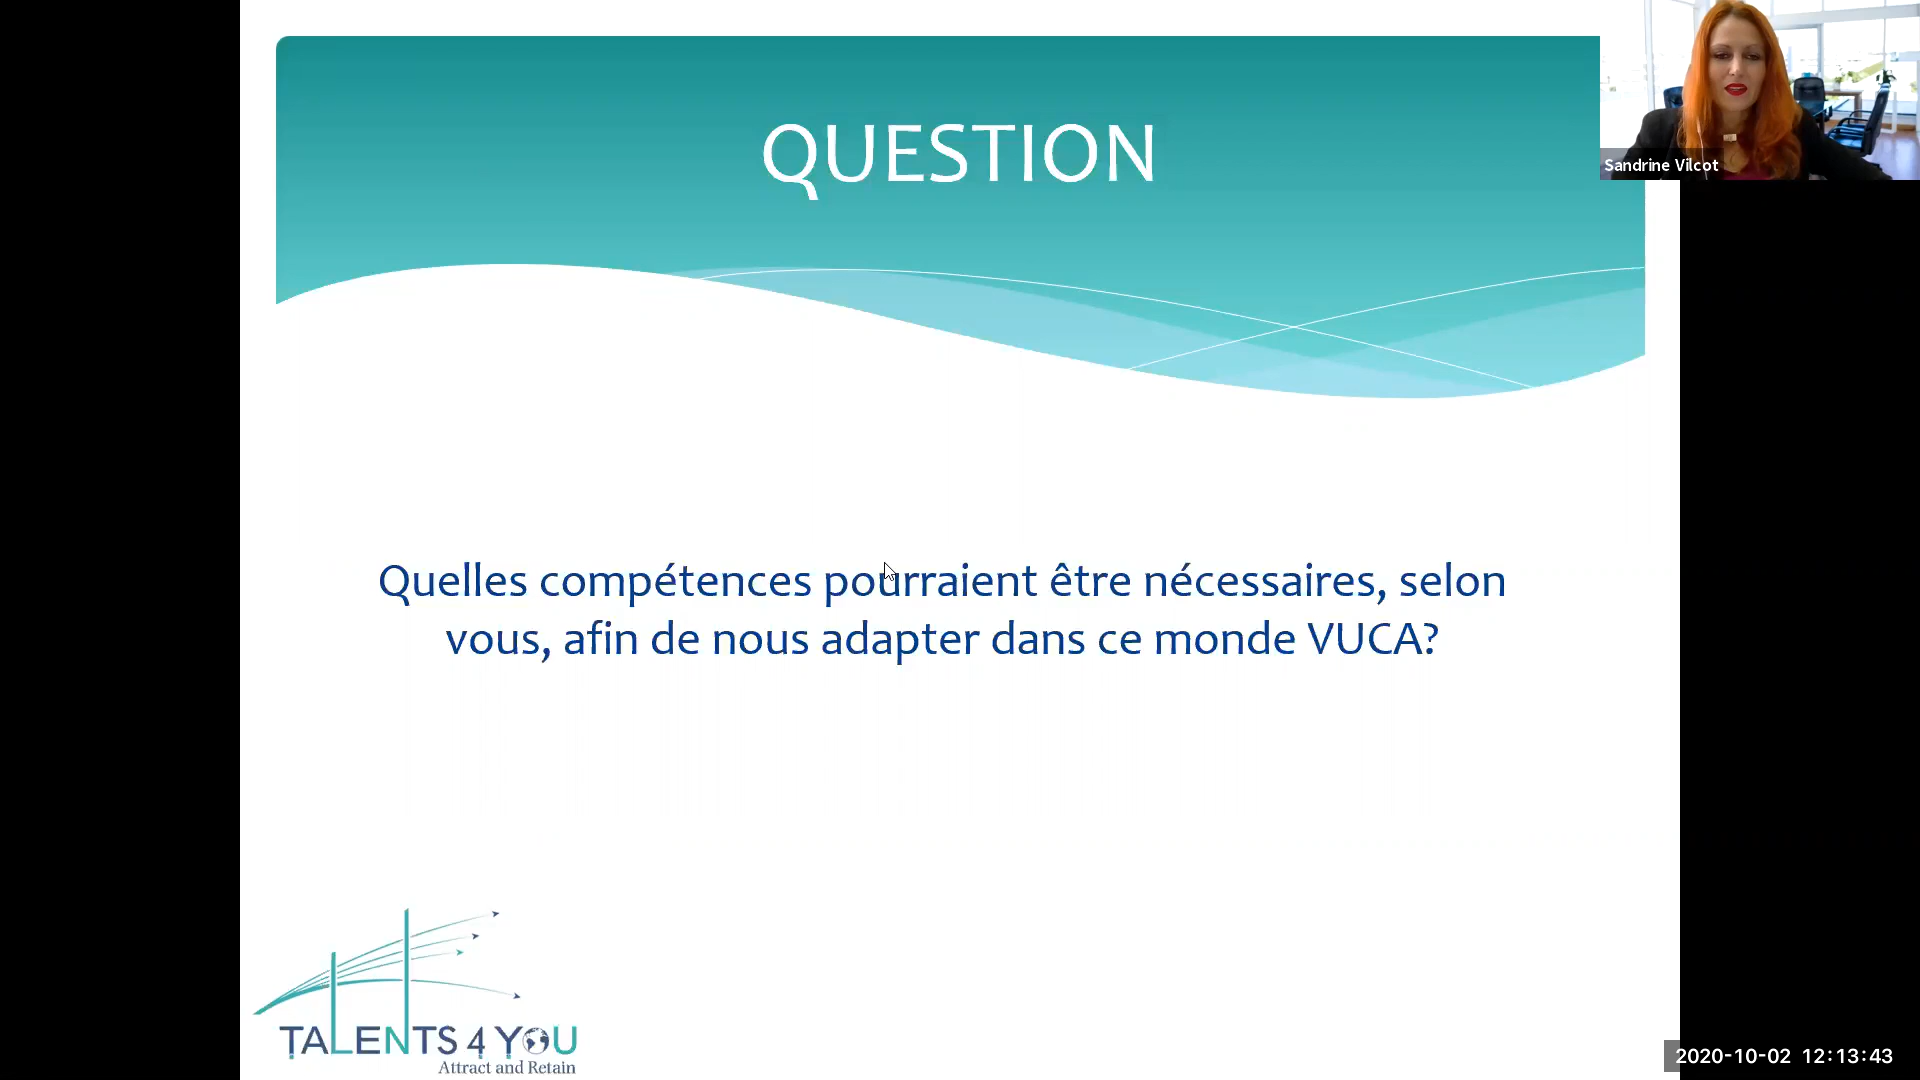 QUESTION
Sandrine Vilcot
Quelles compétences pourraient être nécessaires, selon
vous, afin de nous adapter dans ce monde VUCA?
TALENTS 4 YOU
Attract and Retain
2020-10-02 12:13:43